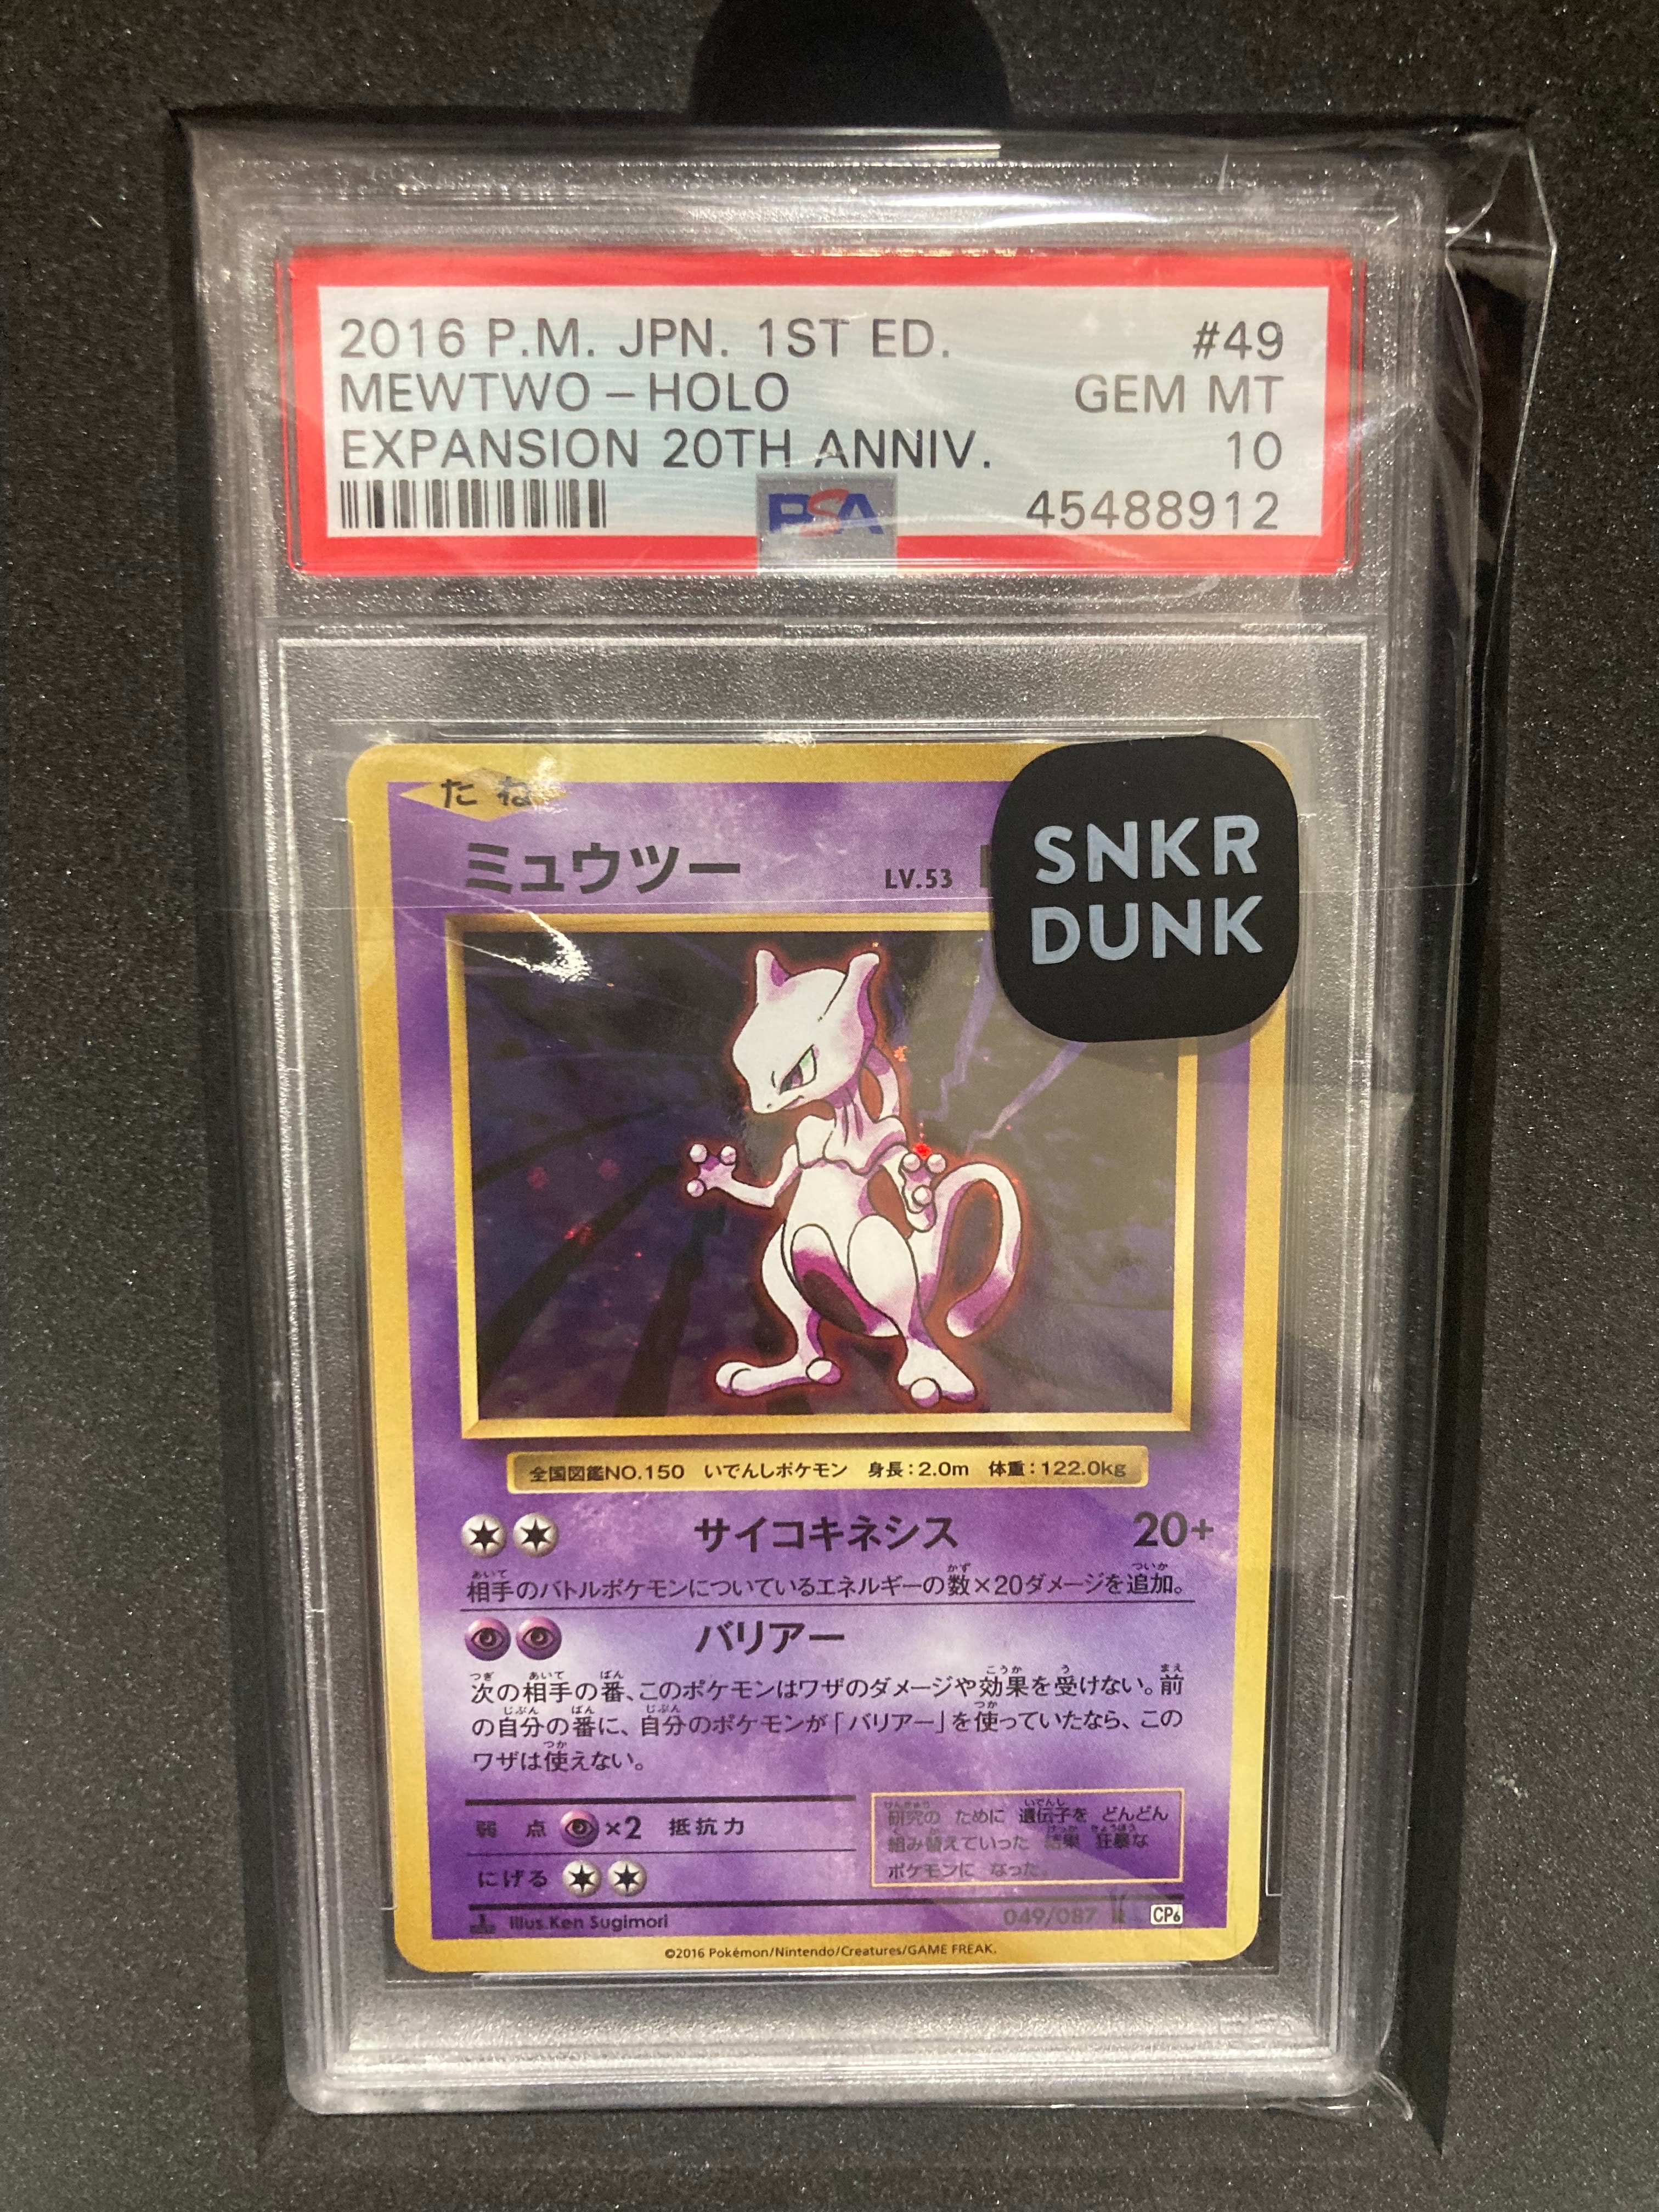 2016 P.M. JPN. 1ST ED. #49
MEWTWO – HOLO GEM MT
EXPANSION 20TH ANNIV. 10
PSA 45488912
たね
ミュウツー LV.53
SNKR
DUNK
全国図鑑NO.150 いでんしポケモン 身長：2.0m 体重：122.0kg
サイコキネシス 20+
相手のバトルポケモンについているエネルギーの数×20ダメージを追加。
バリアー
次の相手の番、このポケモンはワザのダメージや効果を受けない。前
の自分の番に、自分のポケモンが「バリアー」を使っていたなら、この
ワザは使えない。
弱点 ×2 抵抗力
にげる
研究の ために 遺伝子を どんどん
組み替えていった 結果 狂暴な
ポケモンに なった。
Illus.Ken Sugimori 049/087 R CP6
©2016 Pokémon/Nintendo/Creatures/GAME FREAK.